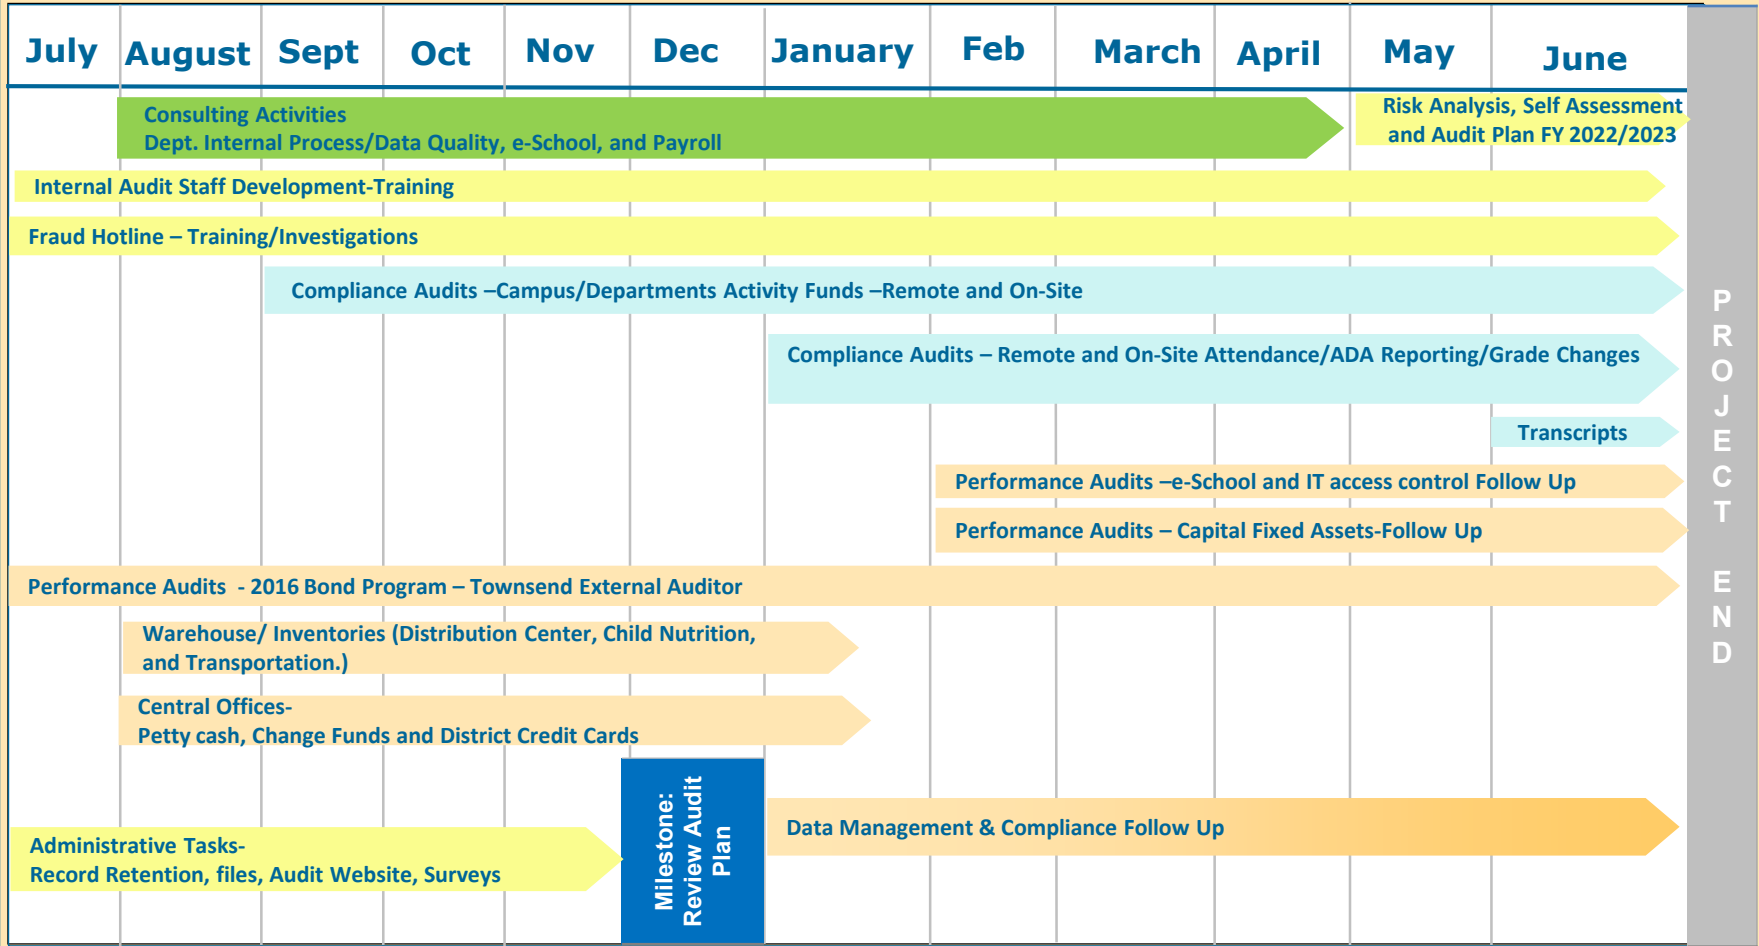 July August Sept Oct Nov Dec January Feb March April May June
Consulting Activities
Dept. Internal Process/Data Quality, e-School, and Payroll
Risk Analysis, Self Assessment
and Audit Plan FY 2022/2023
Internal Audit Staff Development-Training
Fraud Hotline – Training/Investigations
Compliance Audits –Campus/Departments Activity Funds –Remote and On-Site
Compliance Audits – Remote and On-Site Attendance/ADA Reporting/Grade Changes
Transcripts
Performance Audits –e-School and IT access control Follow Up
Performance Audits – Capital Fixed Assets-Follow Up
Performance Audits - 2016 Bond Program – Townsend External Auditor
Warehouse/ Inventories (Distribution Center, Child Nutrition,
and Transportation.)
Central Offices-
Petty cash, Change Funds and District Credit Cards
Milestone:
Review Audit
Plan
Data Management & Compliance Follow Up
Administrative Tasks-
Record Retention, files, Audit Website, Surveys
PROJECT END